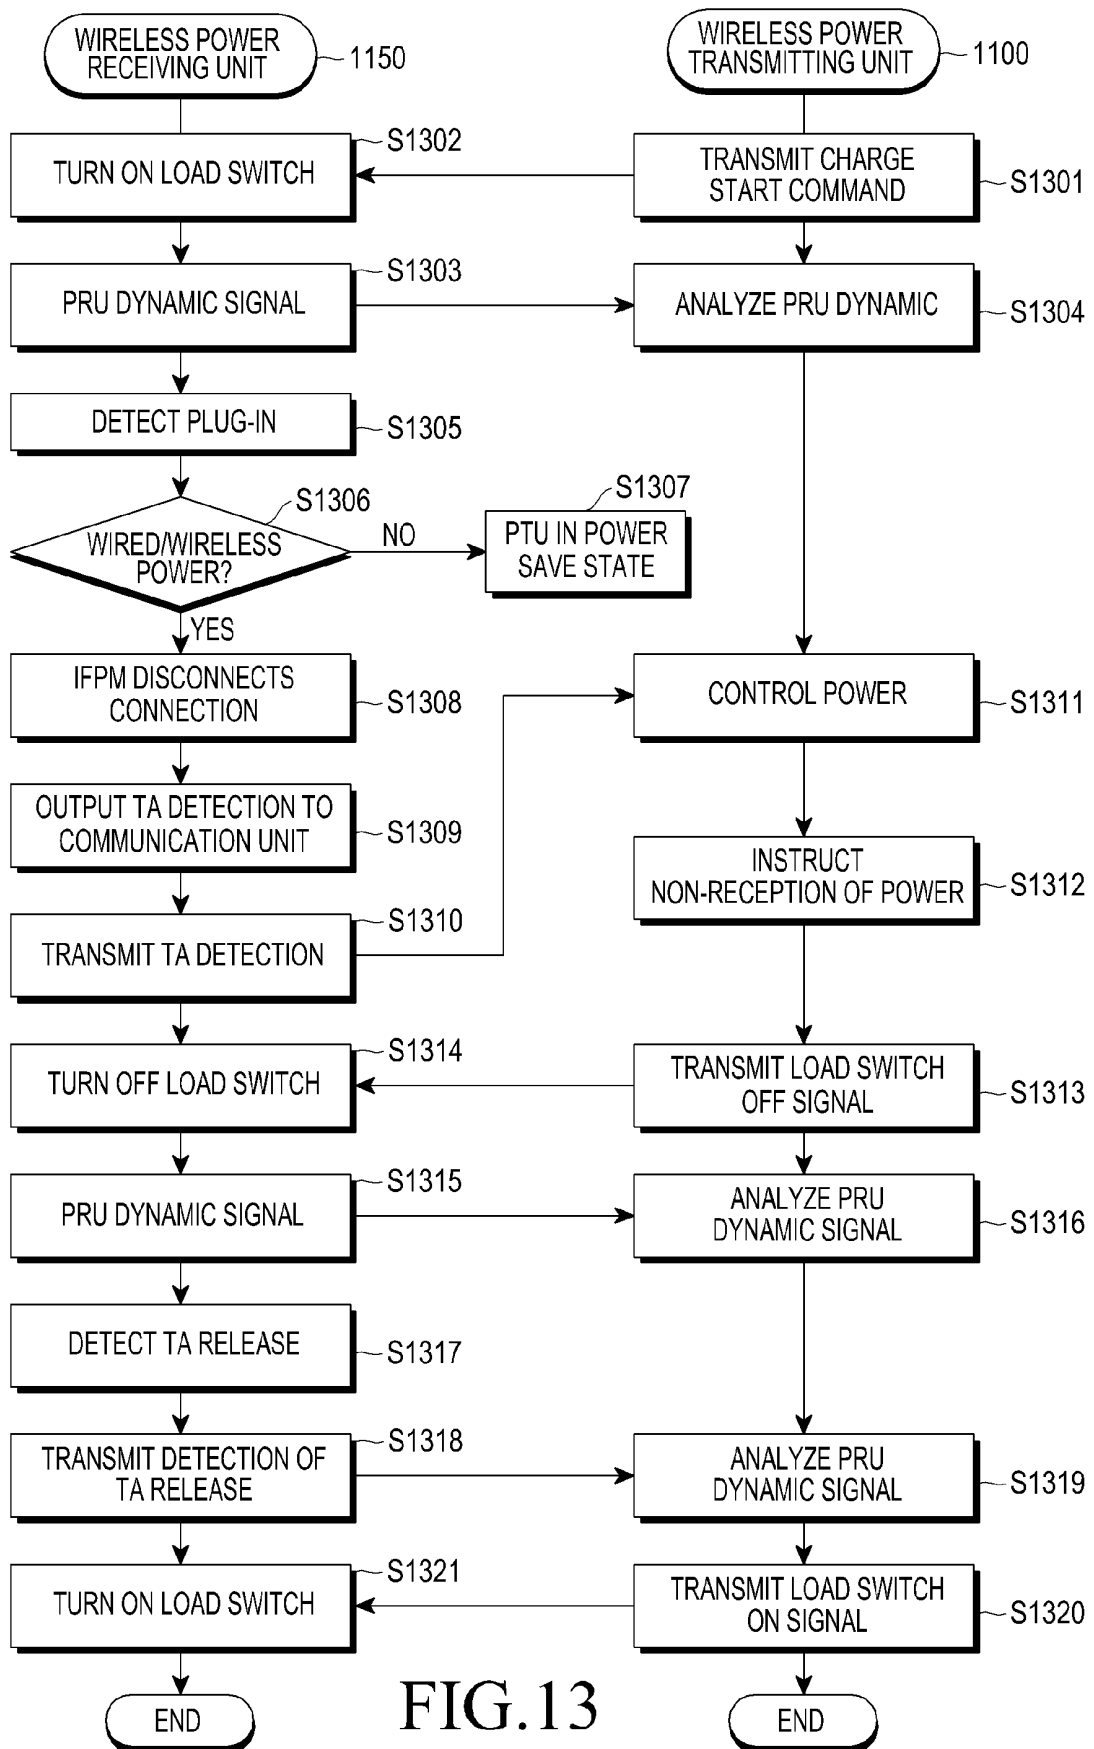 WIRELESS POWER
RECEIVING UNIT
1150
WIRELESS POWER
TRANSMITTING UNIT
1100
S1302
TURN ON LOAD SWITCH
TRANSMIT CHARGE
START COMMAND
S1301
S1303
PRU DYNAMIC SIGNAL
ANALYZE PRU DYNAMIC
S1304
DETECT PLUG-IN
S1305
S1306
WIRED/WIRELESS
POWER?
NO
YES
S1307
PTU IN POWER
SAVE STATE
IFPM DISCONNECTS
CONNECTION
S1308
CONTROL POWER
S1311
OUTPUT TA DETECTION TO
COMMUNICATION UNIT
S1309
INSTRUCT
NON-RECEPTION OF POWER
S1312
S1310
TRANSMIT TA DETECTION
S1314
TURN OFF LOAD SWITCH
TRANSMIT LOAD SWITCH
OFF SIGNAL
S1313
S1315
PRU DYNAMIC SIGNAL
ANALYZE PRU
DYNAMIC SIGNAL
S1316
DETECT TA RELEASE
S1317
S1318
TRANSMIT DETECTION OF
TA RELEASE
ANALYZE PRU
DYNAMIC SIGNAL
S1319
S1321
TURN ON LOAD SWITCH
TRANSMIT LOAD SWITCH
ON SIGNAL
S1320
END
FIG.13
END